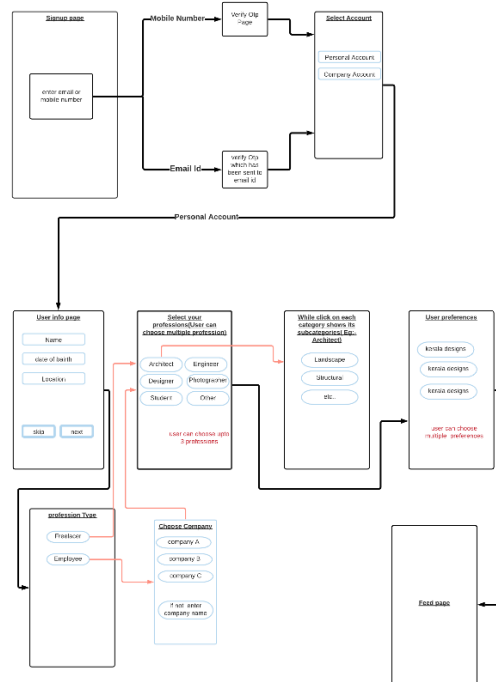 Signup page
enter email or
mobile number
Mobile Number
Verify Otp
Page
Email Id
verify Otp
which has
been sent to
email id
Select Account
Personal Account
Company Account
Personal Account
User info page
Name
date of barith
Location
skip
next
Select your
professions(User can
choose multiple profession)
Architect
Engineer
Designer
Photographer
Student
Other
user can choose upto
3 professions
While click on each
category shows its
subcategories( Eg:-
Architect)
Landscape
Structural
etc..
User preferences
kerala designs
kerala designs
kerala designs
user can choose
multiple preferences
profession Type
Freelacer
Employee
Choose Company
company A
company B
company C
if not enter
company name
Feed page